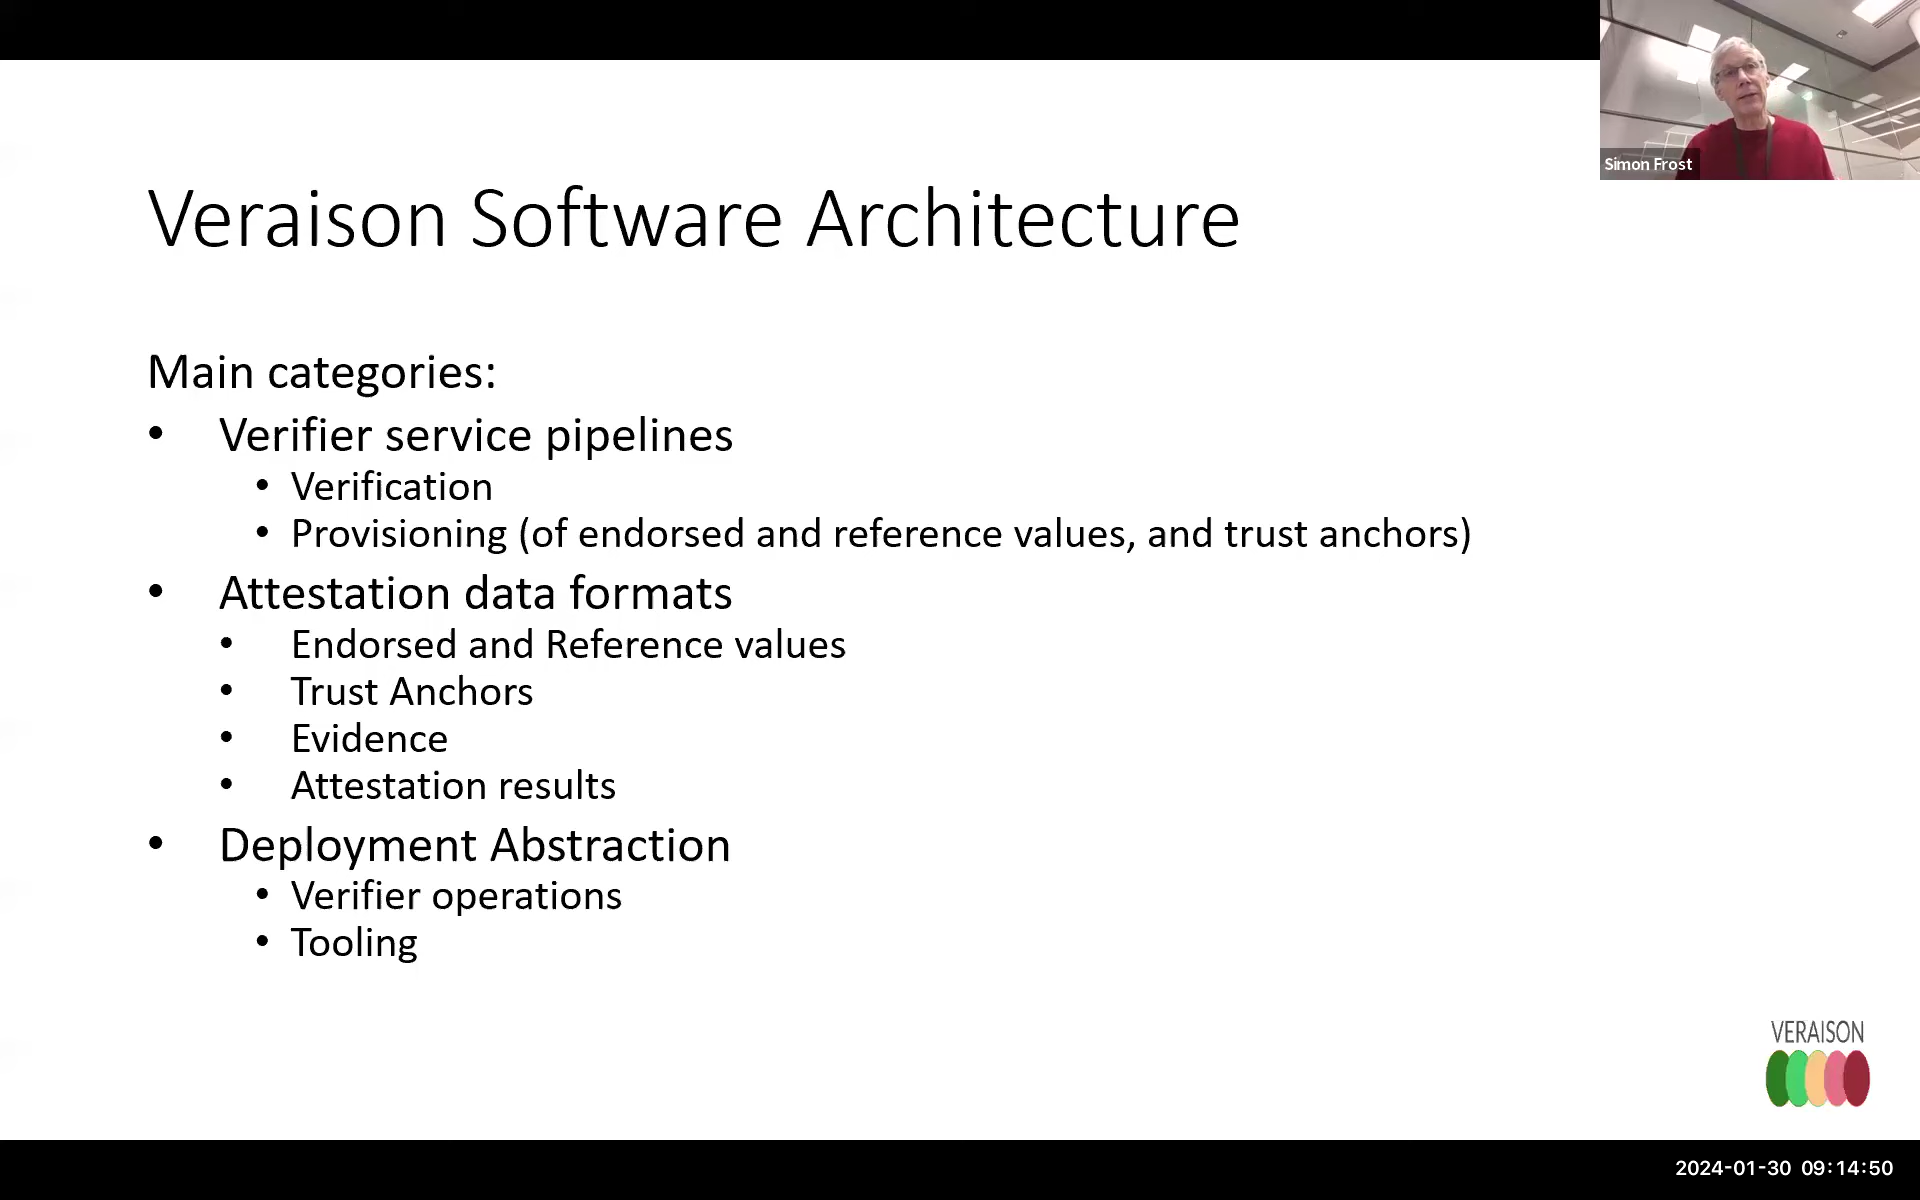 Simon Frost
Veraison Software Architecture
Main categories:
• Verifier service pipelines
• Verification
• Provisioning (of endorsed and reference values, and trust anchors)
• Attestation data formats
• Endorsed and Reference values
• Trust Anchors
• Evidence
• Attestation results
• Deployment Abstraction
• Verifier operations
• Tooling
VERAISON
2024-01-30 09:14:50